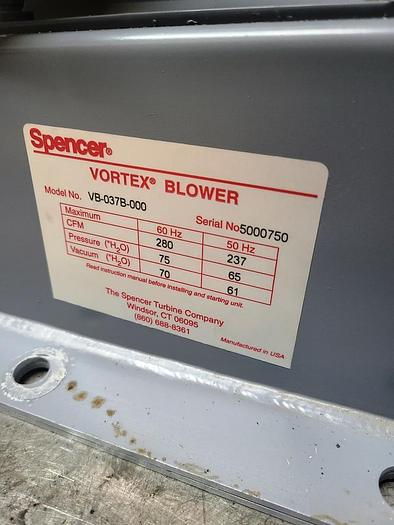 Spencer®
VORTEX® BLOWER
Model No. VB-037B-000 Serial No 5000750
Maximum 60 Hz 50 Hz
CFM 280 237
Pressure ("H₂O) 75 65
Vacuum ("H₂O) 70 61
Read instruction manual before installing and starting unit.
The Spencer Turbine Company
Windsor, CT 06095
(860) 688-8361
Manufactured in USA